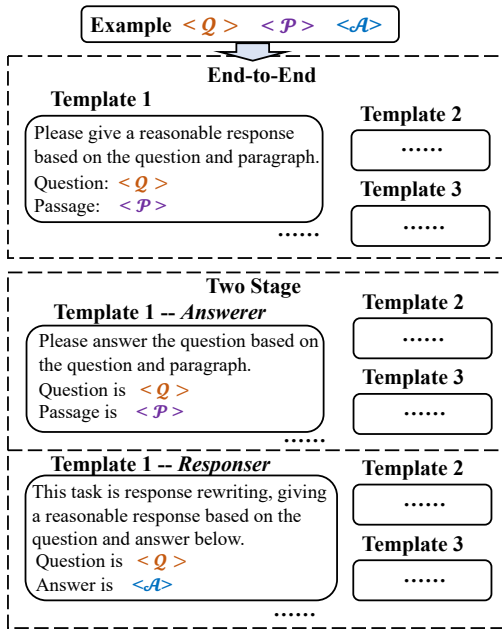 Example <Q> <P> <A>
End-to-End
Template 1
Please give a reasonable response
based on the question and paragraph.
Question: <Q>
Passage: <P>
......
Template 2
......
Template 3
......
Two Stage
Template 1 -- Answerer
Please answer the question based on
the question and paragraph.
Question is <Q>
Passage is <P>
......
Template 2
......
Template 3
......
Template 1 -- Responser
This task is response rewriting, giving
a reasonable response based on the
question and answer below.
Question is <Q>
Answer is <A>
......
Template 2
......
Template 3
......